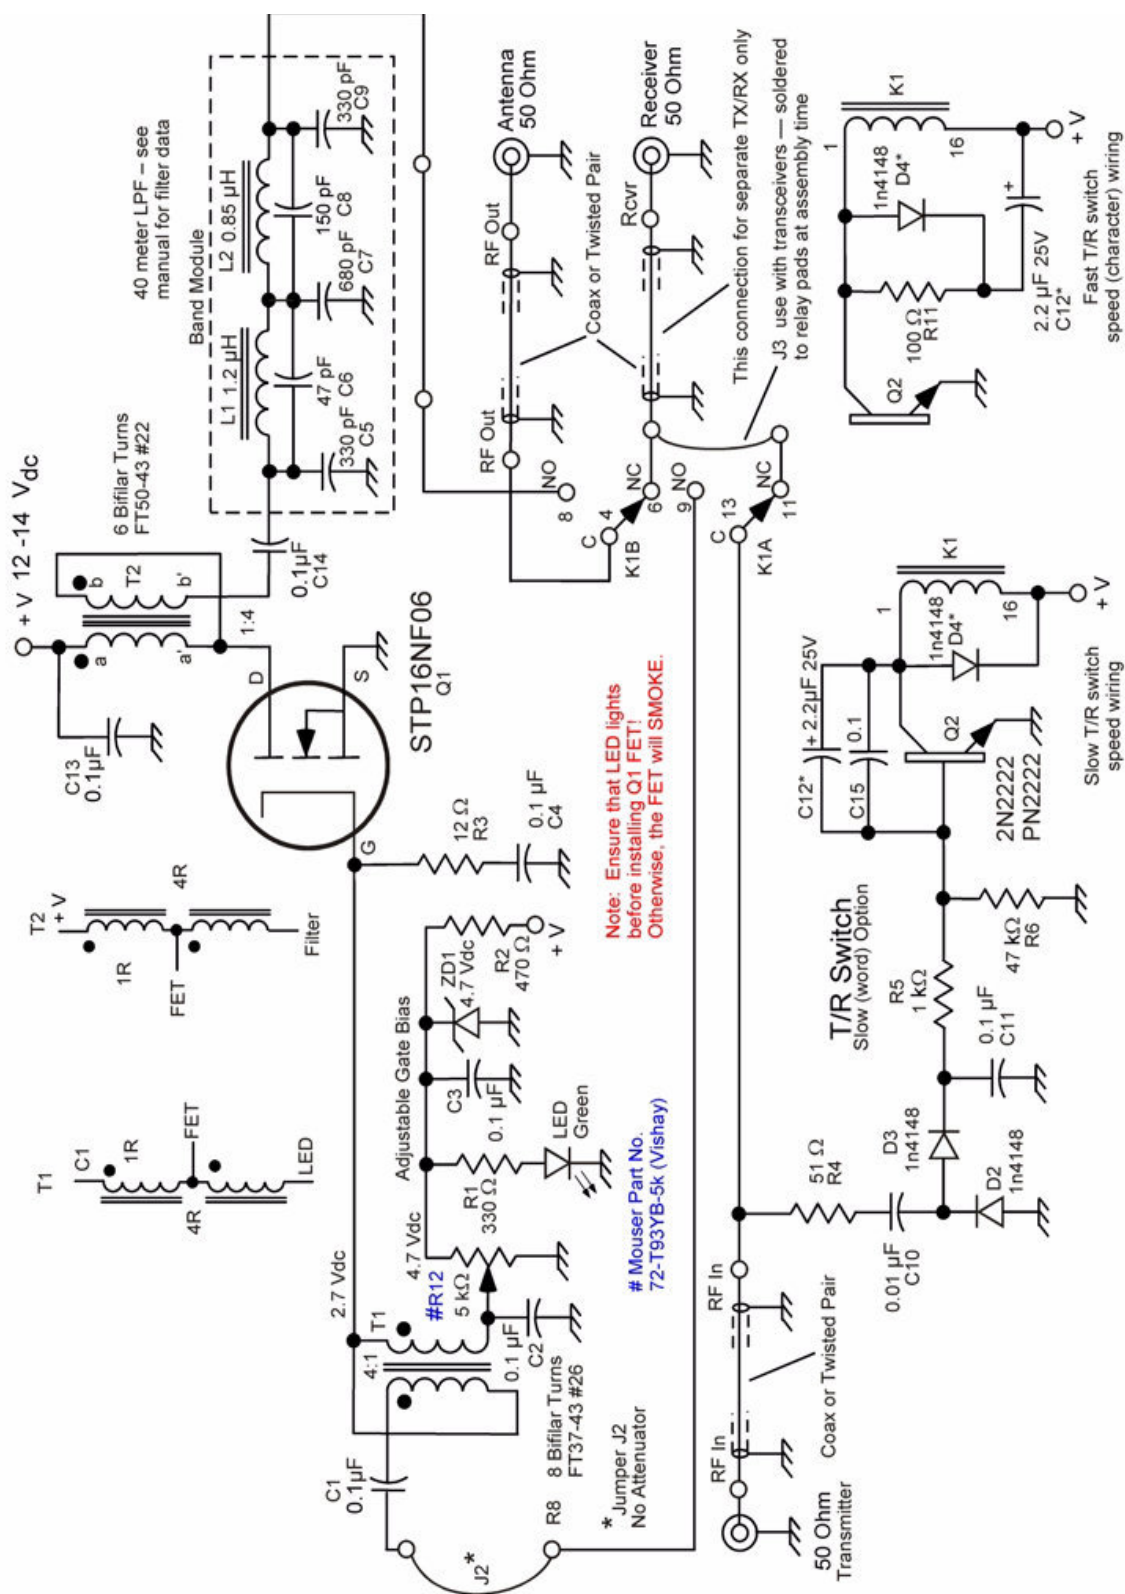 T1
C1
1R
4R
FET
LED
T2
+ V
1R
4R
FET
Filter
+ V 12 -14 Vdc
C13
0.1µF
6 Bifilar Turns
FT50-43 #22
a
a'
b
b'
T2
1:4
0.1µF
C14
D
S
G
STP16NF06
Q1
40 meter LPF – see
manual for filter data
Band Module
L1 1.2 µH
L2 0.85 µH
47 pF
C6
150 pF
C8
330 pF
C5
680 pF
C7
330 pF
C9
C1
0.1µF
J2*
R8
8 Bifilar Turns
FT37-43 #26
* Jumper J2
No Attenuator
4:1
T1
2.7 Vdc
4.7 Vdc
#R12
5 kΩ
0.1 µF
C2
Adjustable Gate Bias
R1
330 Ω
LED
Green
C3
0.1 µF
ZD1
4.7 Vdc
R2
470 Ω
+ V
12 Ω
R3
0.1 µF
C4
# Mouser Part No.
72-T93YB-5k (Vishay)
Note: Ensure that LED lights
before installing Q1 FET!
Otherwise, the FET will SMOKE.
RF Out
RF Out
Antenna
50 Ohm
Coax or Twisted Pair
8
NO
C
4
K1B
6
NC
9
NO
C
13
K1A
11
NC
Rcvr
Receiver
50 Ohm
This connection for separate TX/RX only
J3 use with transceivers — soldered
to relay pads at assembly time
50 Ohm
Transmitter
RF In
RF In
Coax or Twisted Pair
51 Ω
R4
0.01 µF
C10
D3
1n4148
D2
1n4148
T/R Switch
Slow (word) Option
R5
1 kΩ
0.1 µF
C11
47 kΩ
R6
C12*
+ 2.2µF 25V
C15
0.1
Q2
2N2222
PN2222
1n4148
D4*
1
16
K1
+ V
Slow T/R switch
speed wiring
Q2
100 Ω
R11
1n4148
D4*
1
16
K1
+
2.2 µF 25V
C12*
+ V
Fast T/R switch
speed (character) wiring